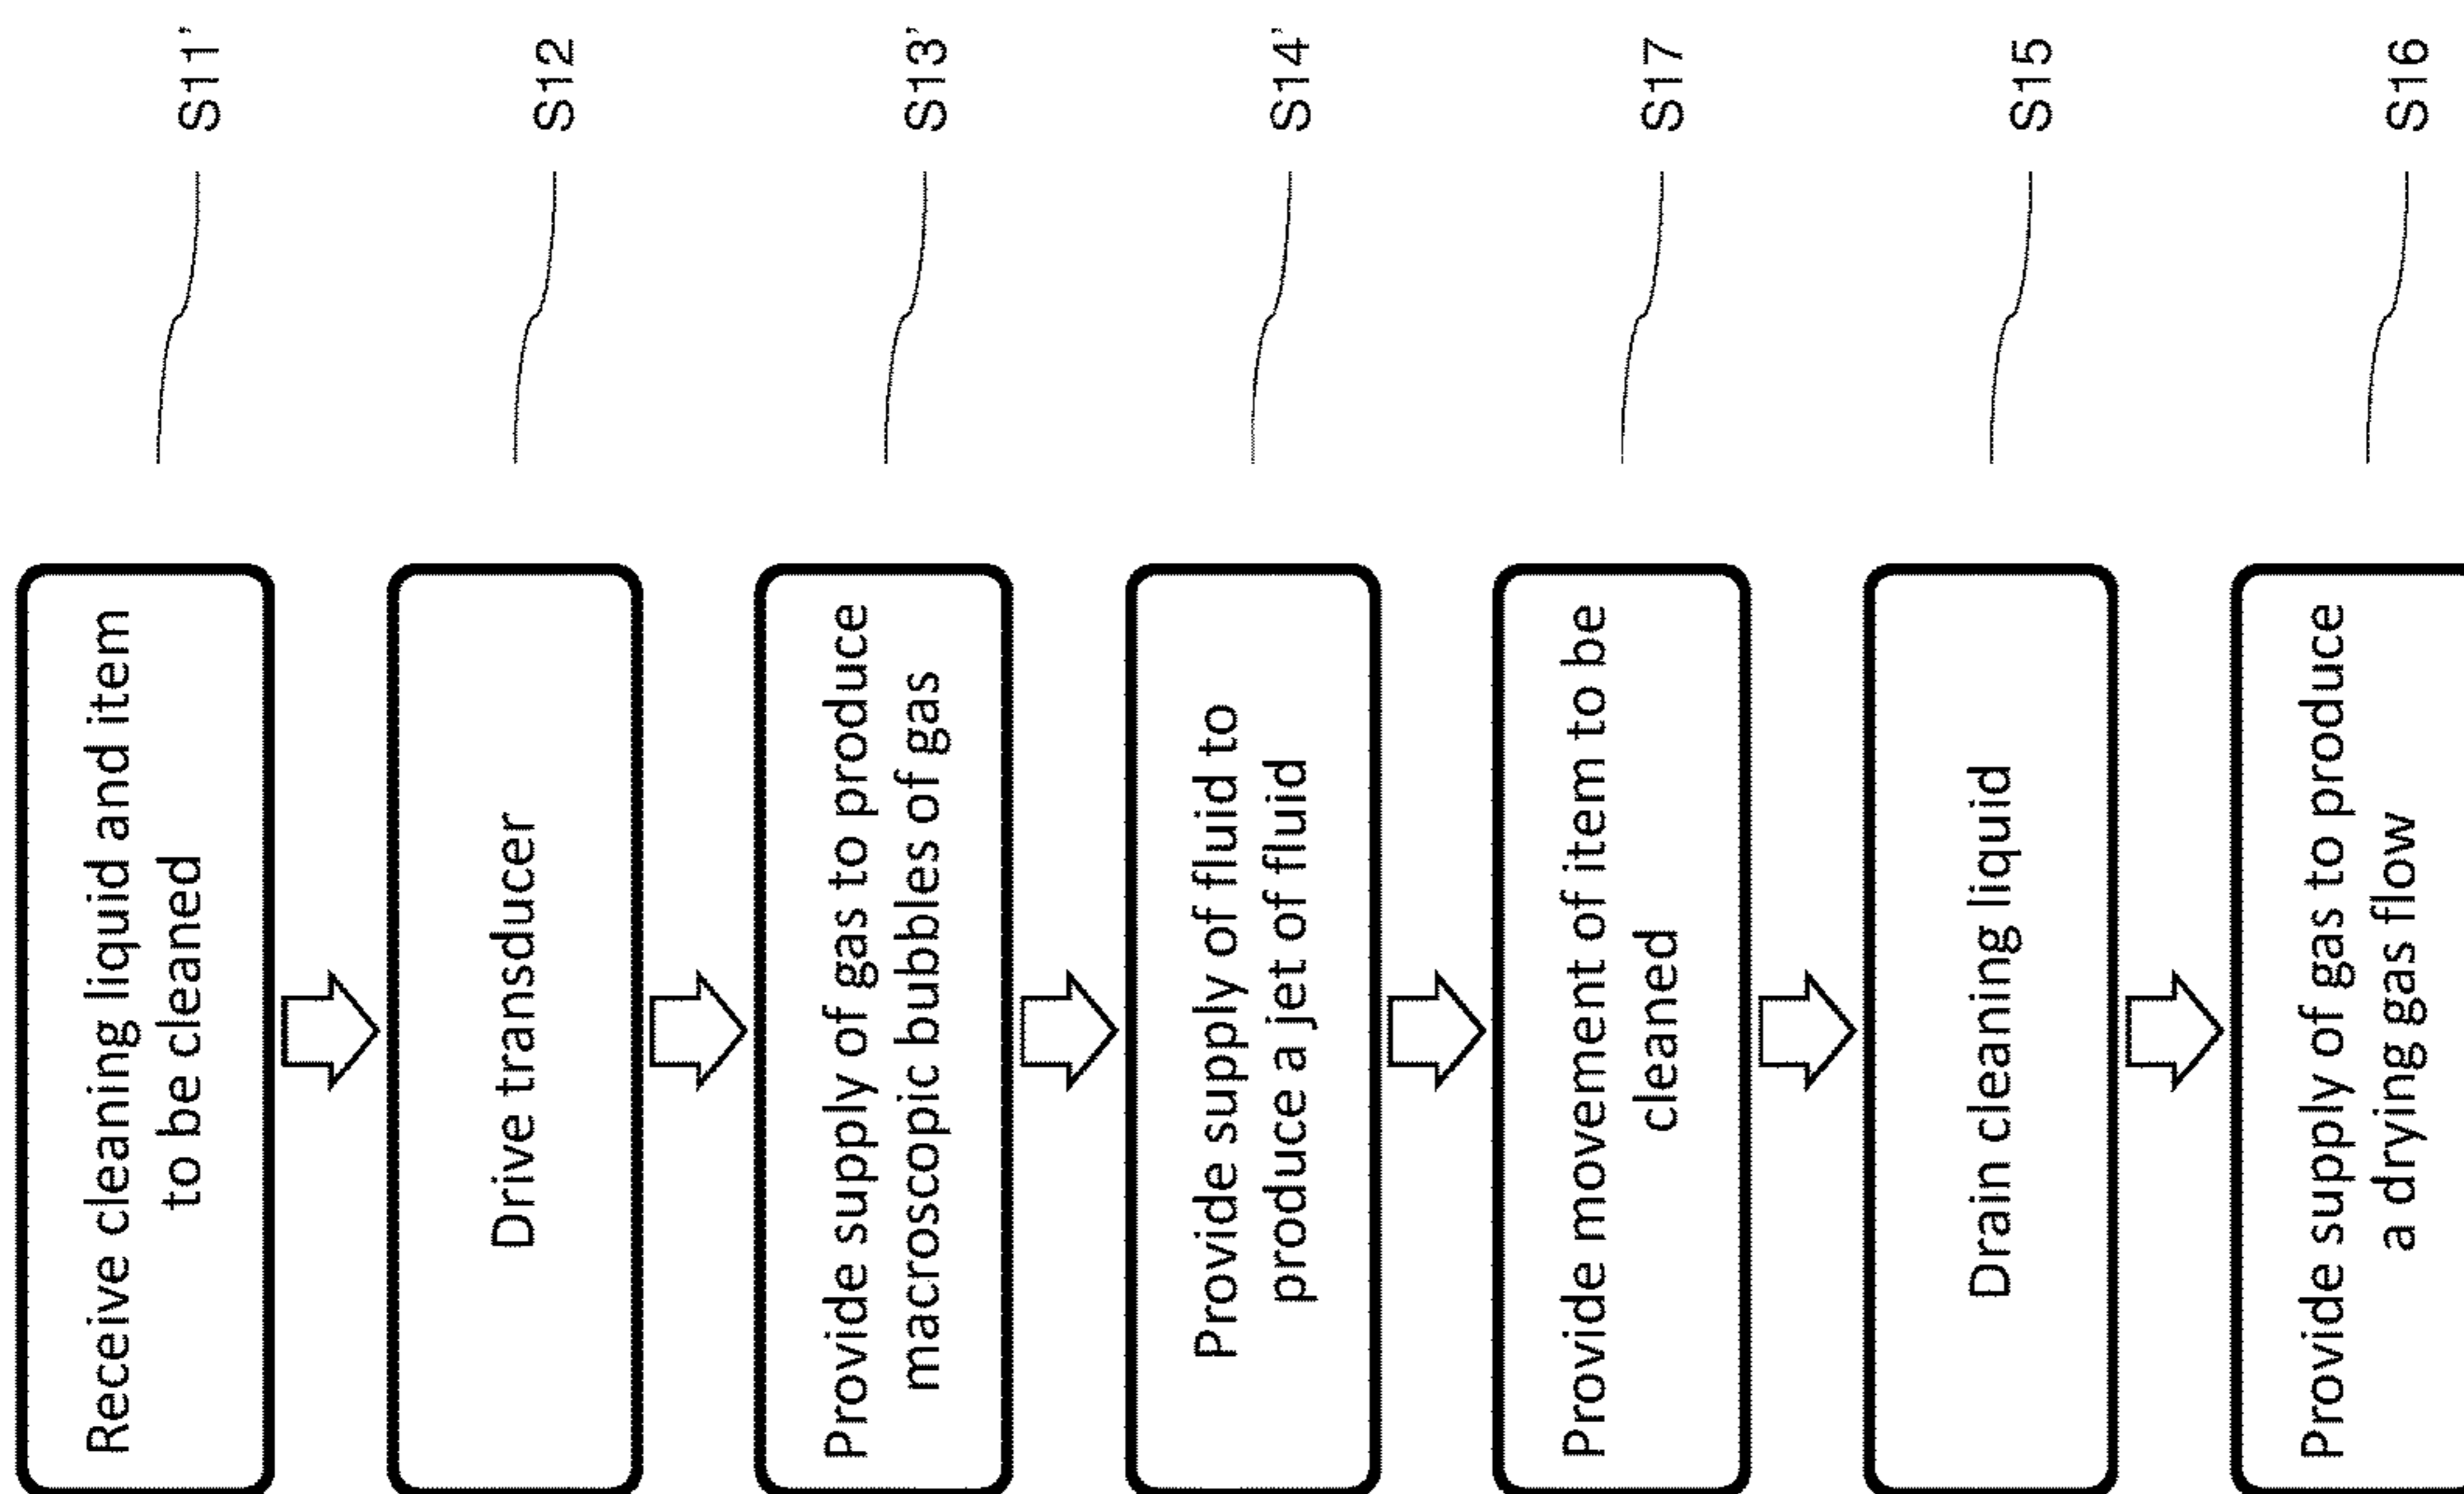 Receive cleaning liquid and item
to be cleaned
S11'
Drive transducer
S12
Provide supply of gas to produce
macroscopic bubbles of gas
S13'
Provide supply of fluid to
produce a jet of fluid
S14'
Provide movement of item to be
cleaned
S17
Drain cleaning liquid
S15
Provide supply of gas to produce
a drying gas flow
S16